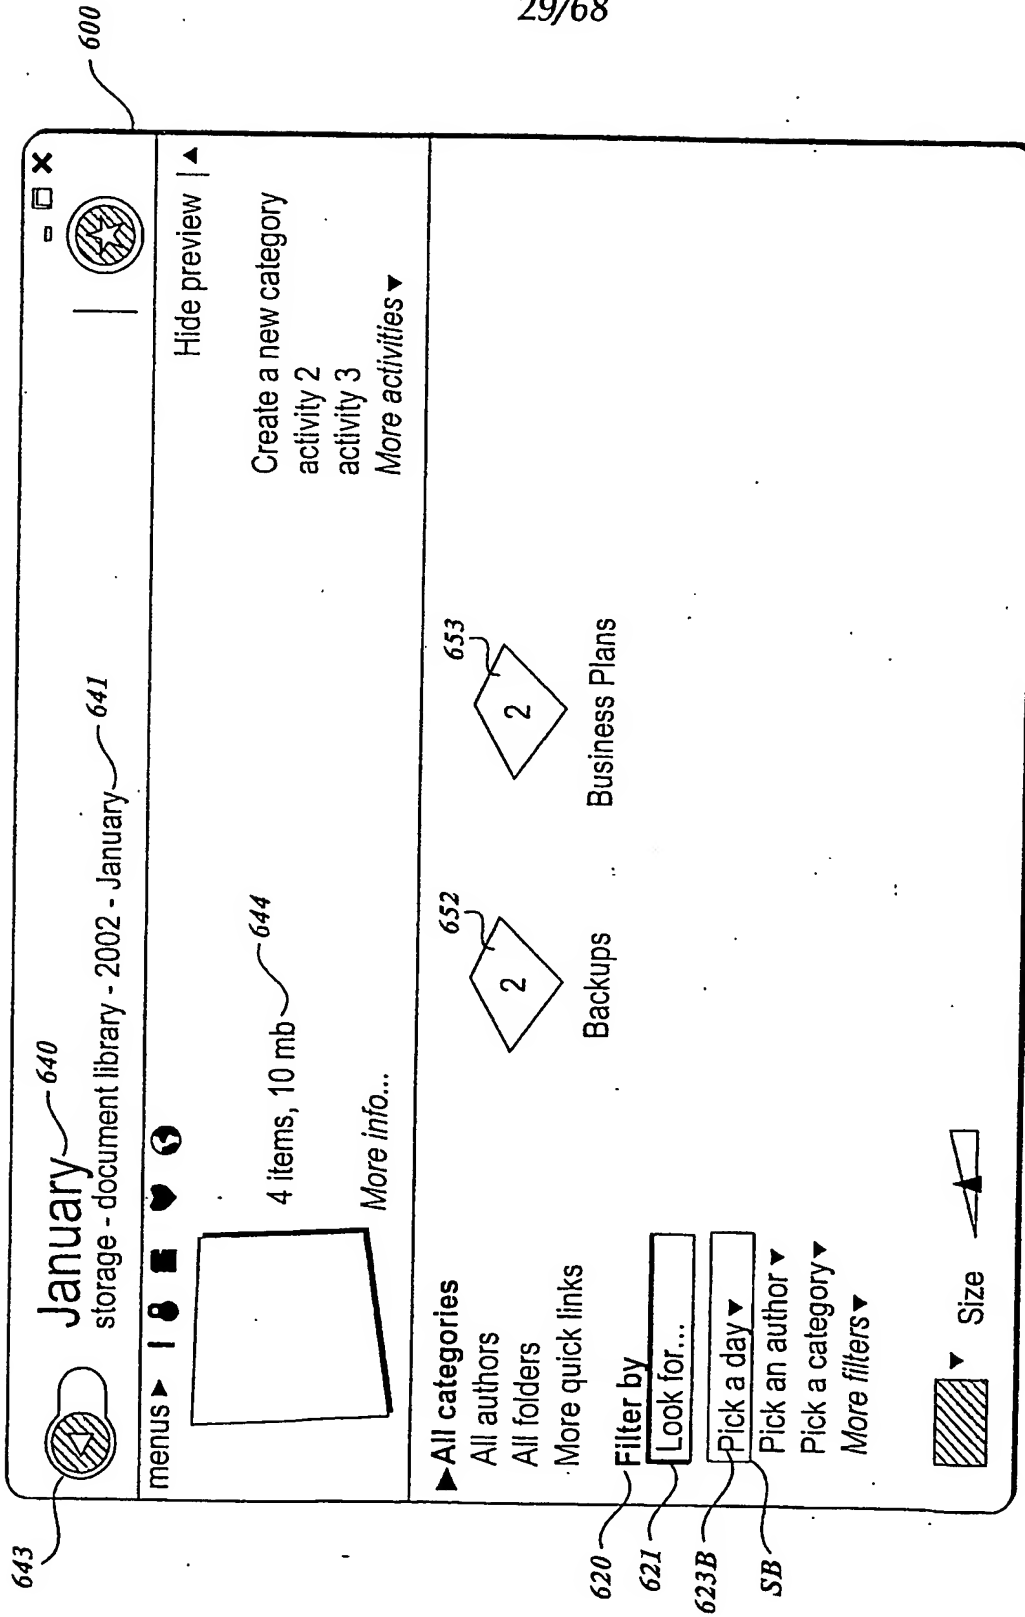 29/68
600
January 640
storage - document library - 2002 - January 641
643
menus
Hide preview
4 items, 10 mb 644
More info...
Create a new category
activity 2
activity 3
More activities
All categories
All authors
All folders
More quick links
652
2
Backups
653
2
Business Plans
620 Filter by
621 Look for...
623B Pick a day
SB
Pick an author
Pick a category
More filters
Size